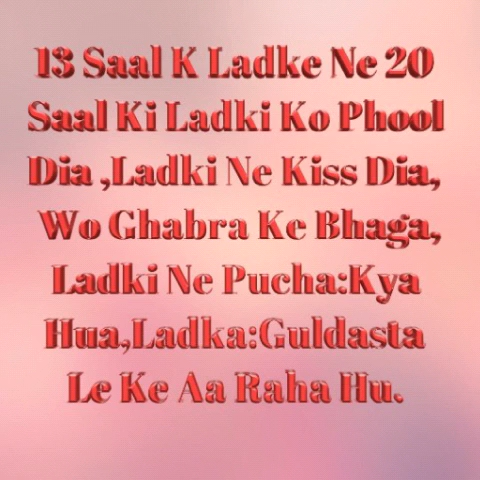 13 Saal K Ladke Ne 20
Saal Ki Ladki Ko Phool
Dia ,Ladki Ne Kiss Dia,
Wo Ghabra Ke Bhaga,
Ladki Ne Pucha:Kya
Hua,Ladka:Guldasta
Le Ke Aa Raha Hu.